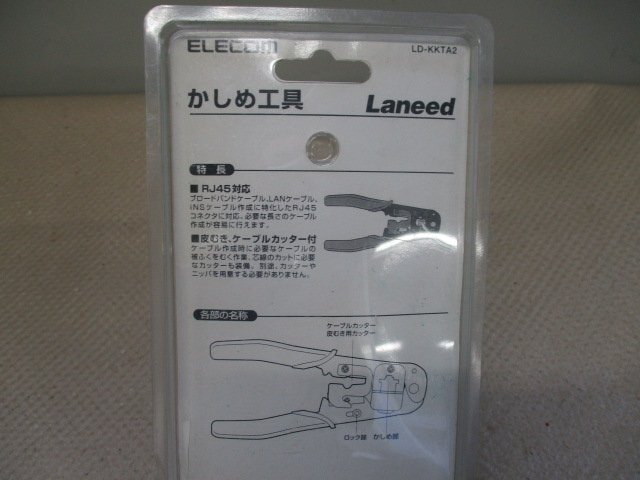 ELECOM
LD-KKTA2
かしめ工具
Laneed
特長
■ RJ45対応
ブロードバンドケーブル、LANケーブル、
iNSケーブル作成に特化したRJ45
コネクタに対応。必要な長さのケーブル
作成が容易に行えます。
■皮むき、ケーブルカッター付
ケーブル作成時に必要なケーブルの
被ふくをむく作業、芯線のカットに必要
なカッターも装備。別途、カッターや
ニッパを用意する必要がありません。
各部の名称
ケーブルカッター
皮むき用カッター
ロック部
かしめ部